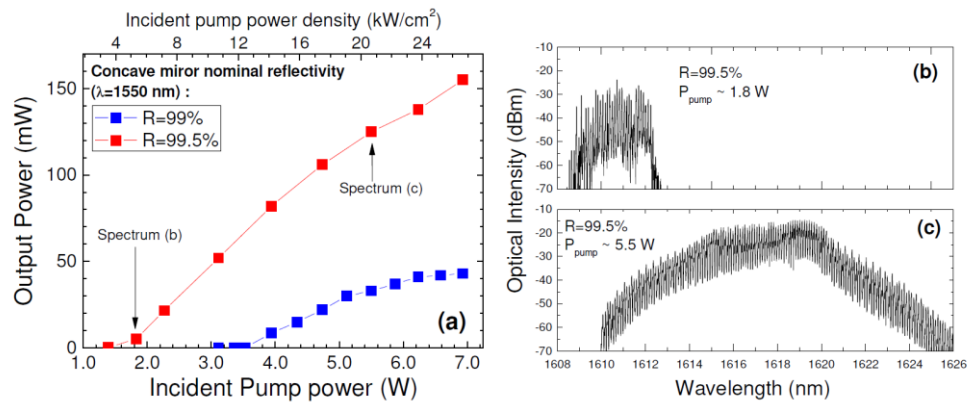 Incident pump power density (kW/cm²)
4 8 12 16 20 24
Concave miror nominal reflectivity
(λ=1550 nm) :
R=99%
R=99.5%
Spectrum (c)
Spectrum (b)
(a)
Output Power (mW)
150
100
50
0
1.0 2.0 3.0 4.0 5.0 6.0 7.0
Incident Pump power (W)
-10
-20
-30
-40
-50
-60
-70
R=99.5%
P pump ~ 1.8 W
(b)
Optical Intensity (dBm)
-10
-20
-30
-40
-50
-60
-70
R=99.5%
P pump ~ 5.5 W
(c)
1608 1610 1612 1614 1616 1618 1620 1622 1624 1626
Wavelength (nm)